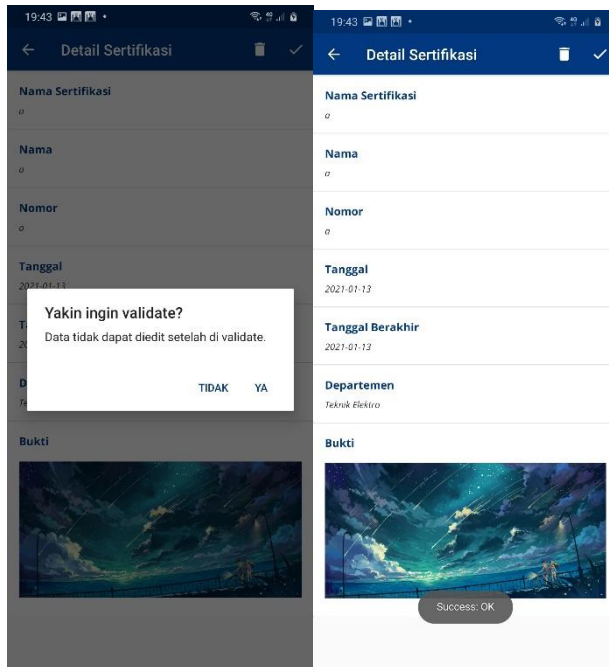 19:43
Detail Sertifikasi
Nama Sertifikasi
a
Nama
a
Nomor
a
Tanggal
2021-01-13
Yakin ingin validate?
Data tidak dapat diedit setelah di validate.
TIDAK YA
Bukti
19:43
Detail Sertifikasi
Nama Sertifikasi
a
Nama
a
Nomor
a
Tanggal
2021-01-13
Tanggal Berakhir
2021-01-13
Departemen
Teknik Elektro
Bukti
Success: OK